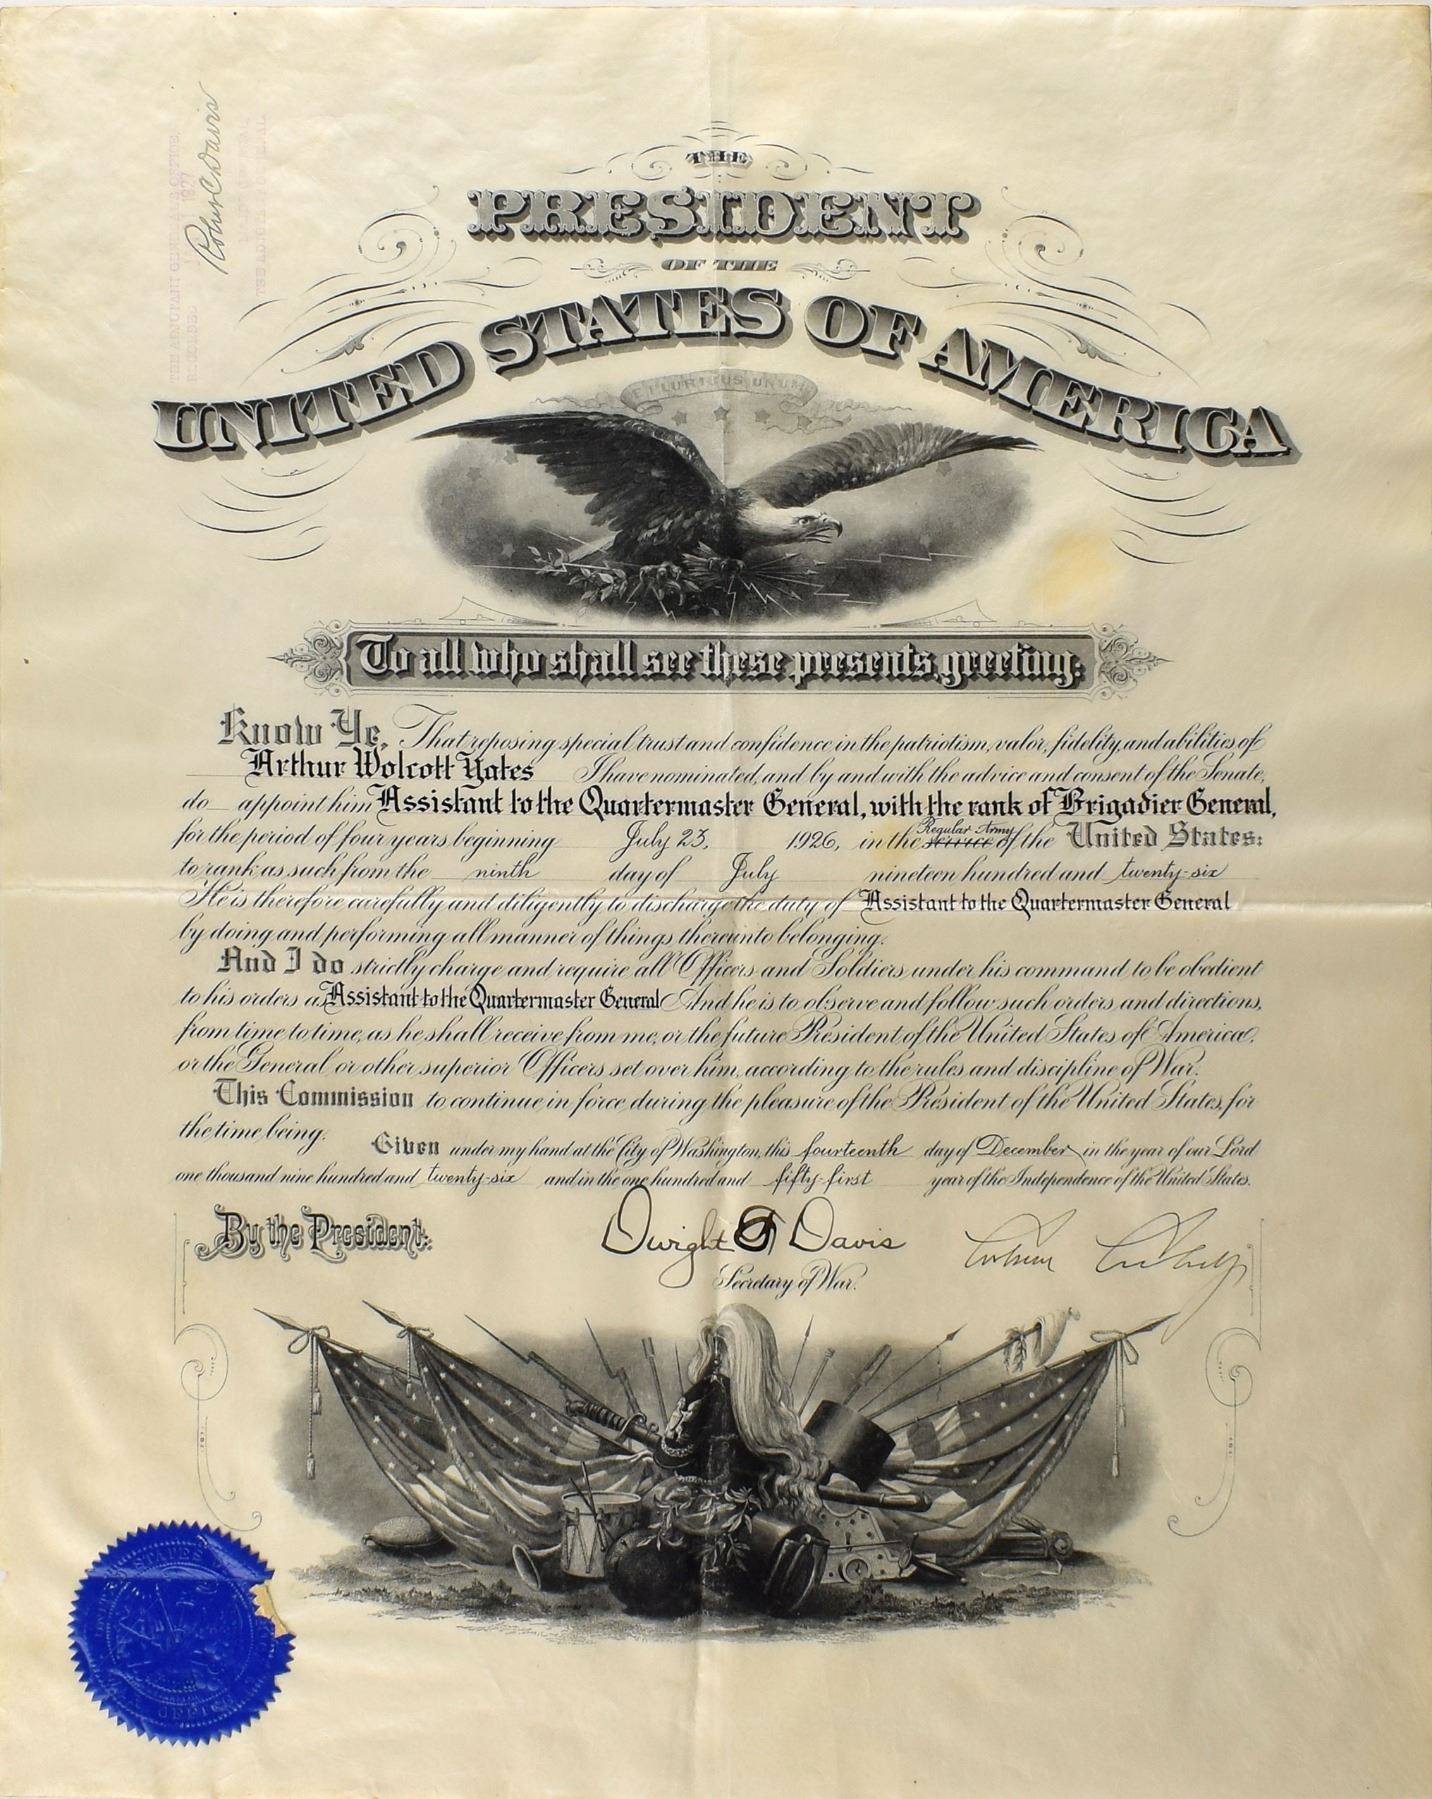 Robert C. Davis
THE
PRESIDENT
OF THE
UNITED STATES OF AMERICA
E PLURIBUS UNUM
To all who shall see these presents, greeting:
Know Ye, That reposing special trust and confidence in the patriotism, valor, fidelity, and abilities of
Arthur Wolcott Yates I have nominated, and by and with the advice and consent of the Senate,
do appoint him Assistant to the Quartermaster General, with the rank of Brigadier General,
for the period of four years beginning July 23, 1926, in the Regular Army service of the United States:
to rank as such from the ninth day of July nineteen hundred and twenty-six
He is therefore carefully and diligently to discharge the duty of Assistant to the Quartermaster General
by doing and performing all manner of things thereunto belonging.
And I do strictly charge and require all Officers and Soldiers under his command to be obedient
to his orders as Assistant to the Quartermaster General And he is to observe and follow such orders and directions,
from time to time, as he shall receive from me, or the future President of the United States of America,
or the General or other superior Officers set over him, according to the rules and discipline of War.
This Commission to continue in force during the pleasure of the President of the United States, for
the time being.
Given under my hand at the City of Washington, this fourteenth day of December in the year of our Lord
one thousand nine hundred and twenty-six and in the one hundred and fifty-first year of the Independence of the United States.
By the President:
Dwight F Davis
Calvin Coolidge
Secretary of War.
OFFICE